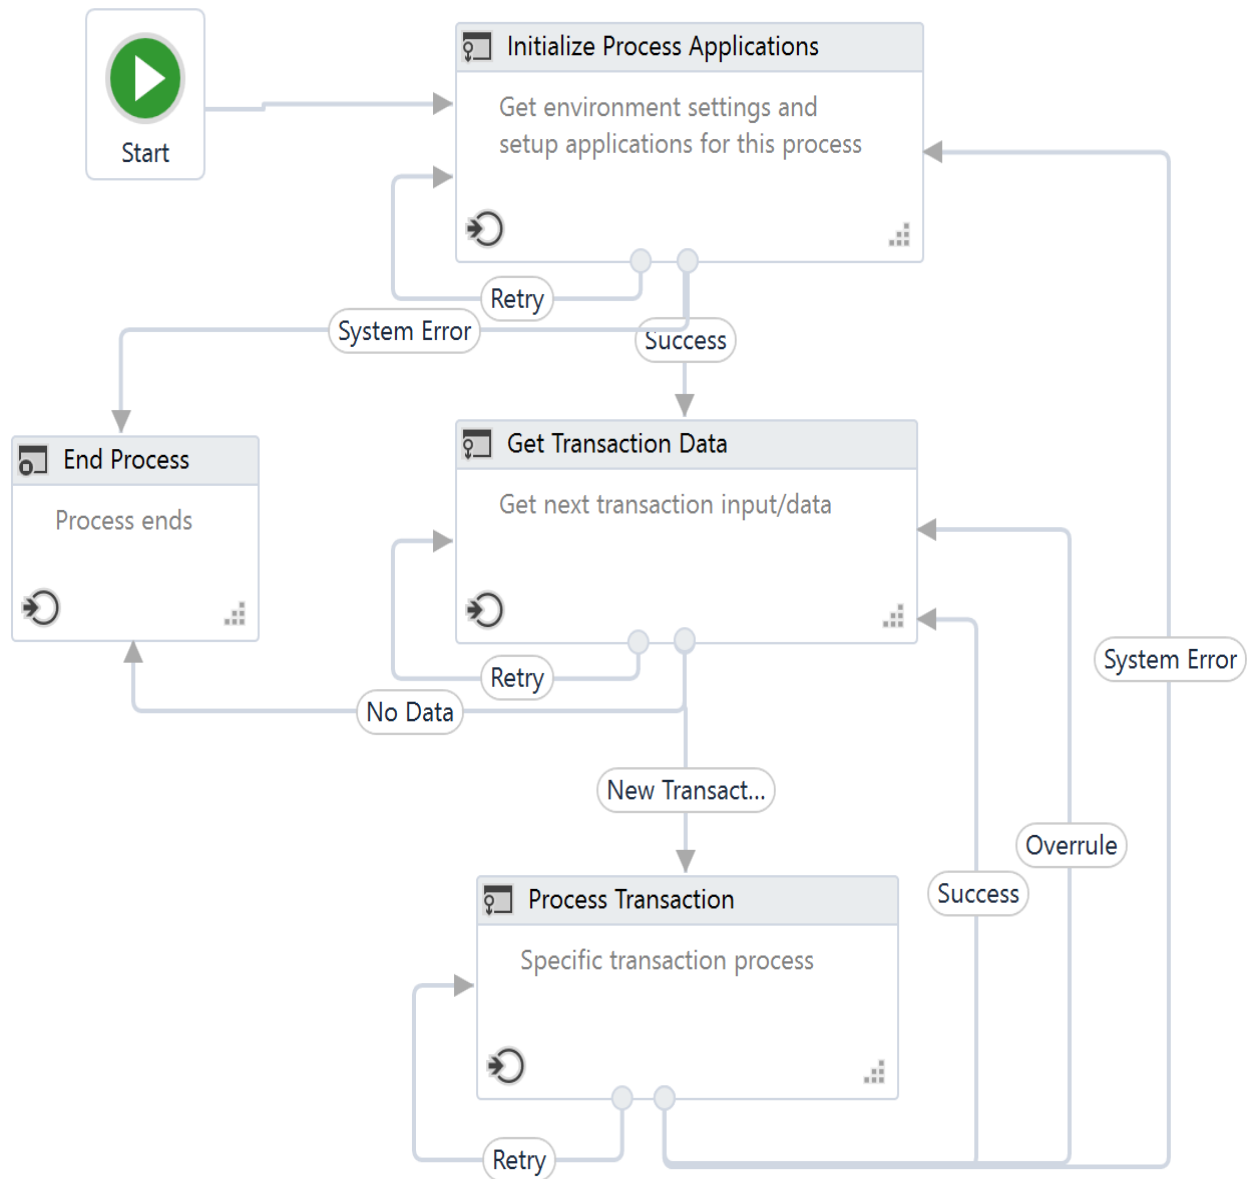 Start
Initialize Process Applications
Get environment settings and
setup applications for this process
Retry
System Error
Success
End Process
Process ends
Get Transaction Data
Get next transaction input/data
Retry
No Data
System Error
New Transact...
Overrule
Success
Process Transaction
Specific transaction process
Retry